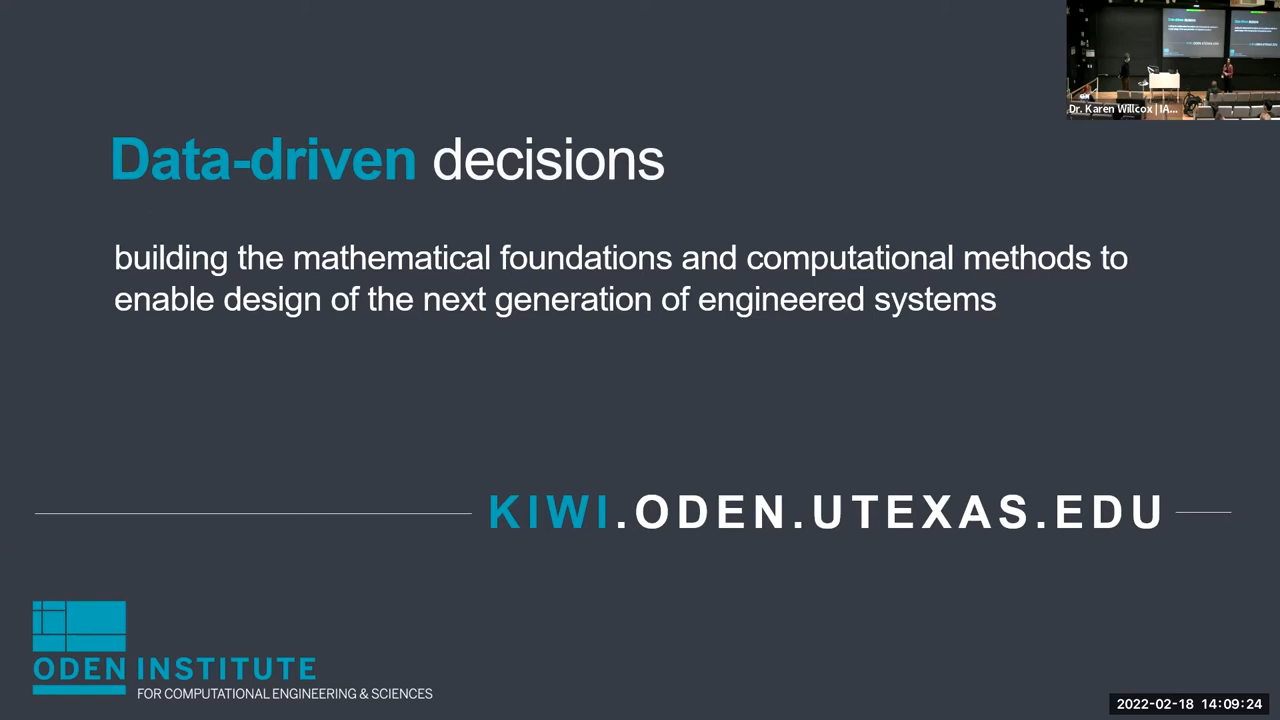 Dr. Karen Willcox | IA...
Data-driven decisions
building the mathematical foundations and computational methods to
enable design of the next generation of engineered systems
KIWI.ODEN.UTEXAS.EDU
ODEN INSTITUTE
FOR COMPUTATIONAL ENGINEERING & SCIENCES
2022-02-18 14:09:24